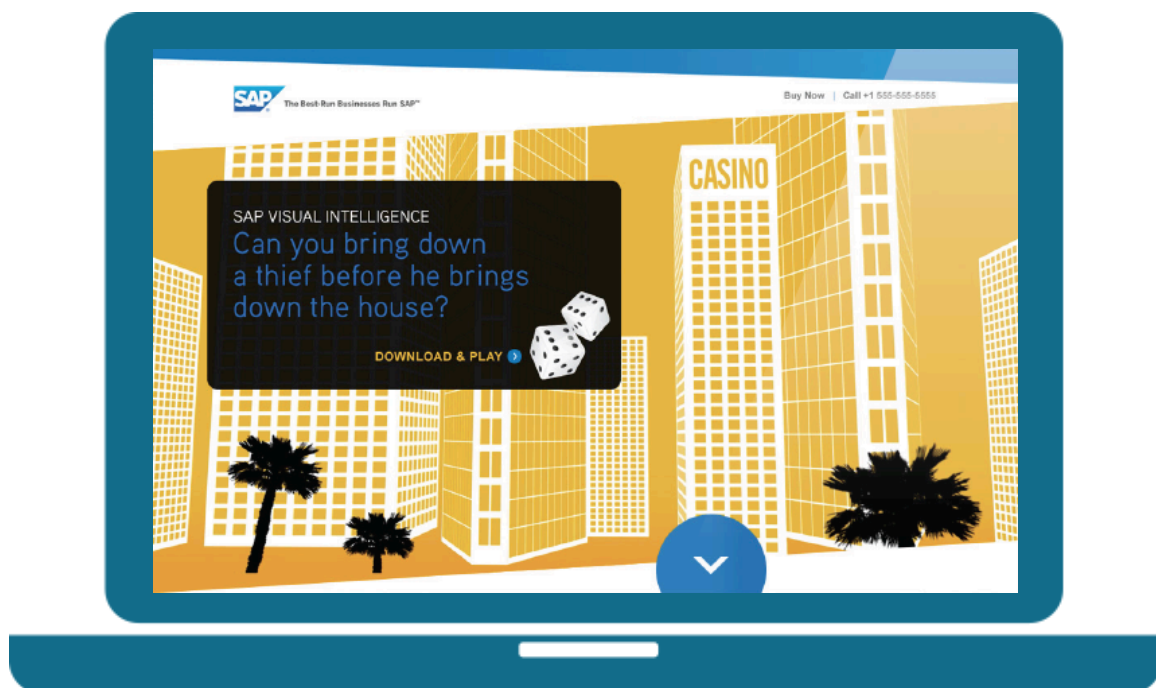 SAP
The Best-Run Businesses Run SAP™
Buy Now | Call +1 555-555-5555
CASINO
SAP VISUAL INTELLIGENCE
Can you bring down
a thief before he brings
down the house?
DOWNLOAD & PLAY